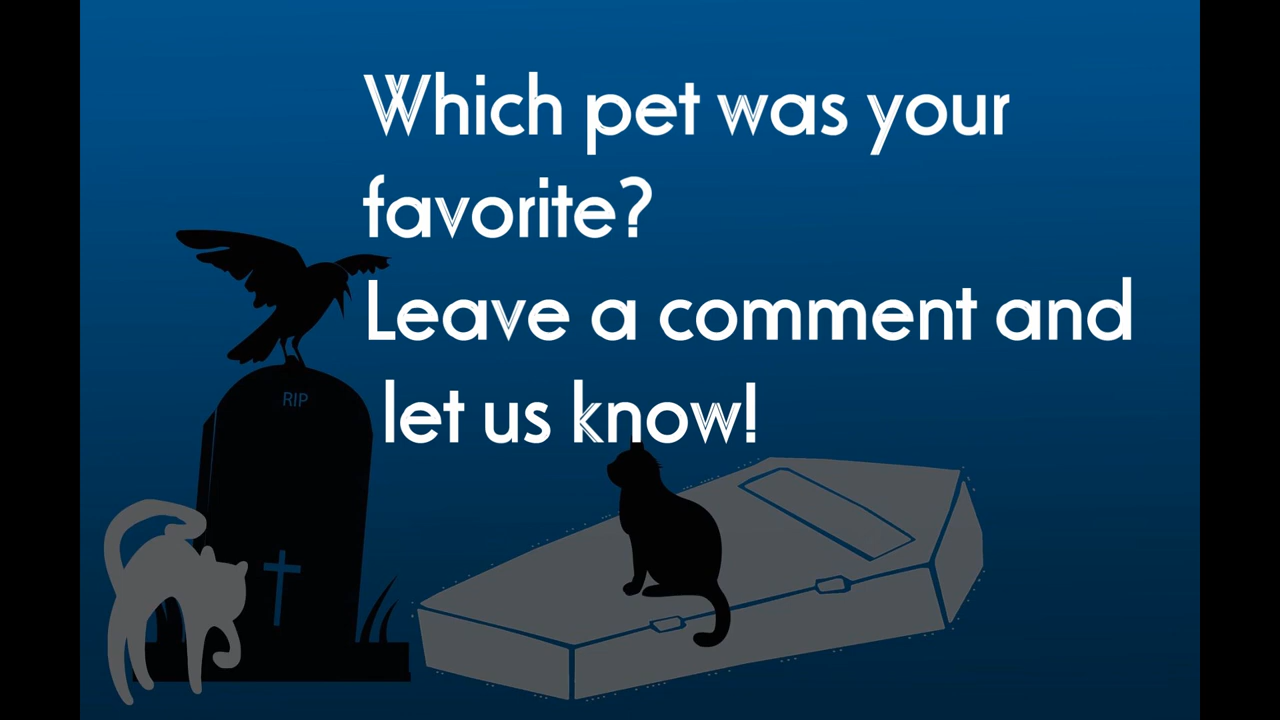 Which pet was your
favorite?
Leave a comment and
let us know!
RIP